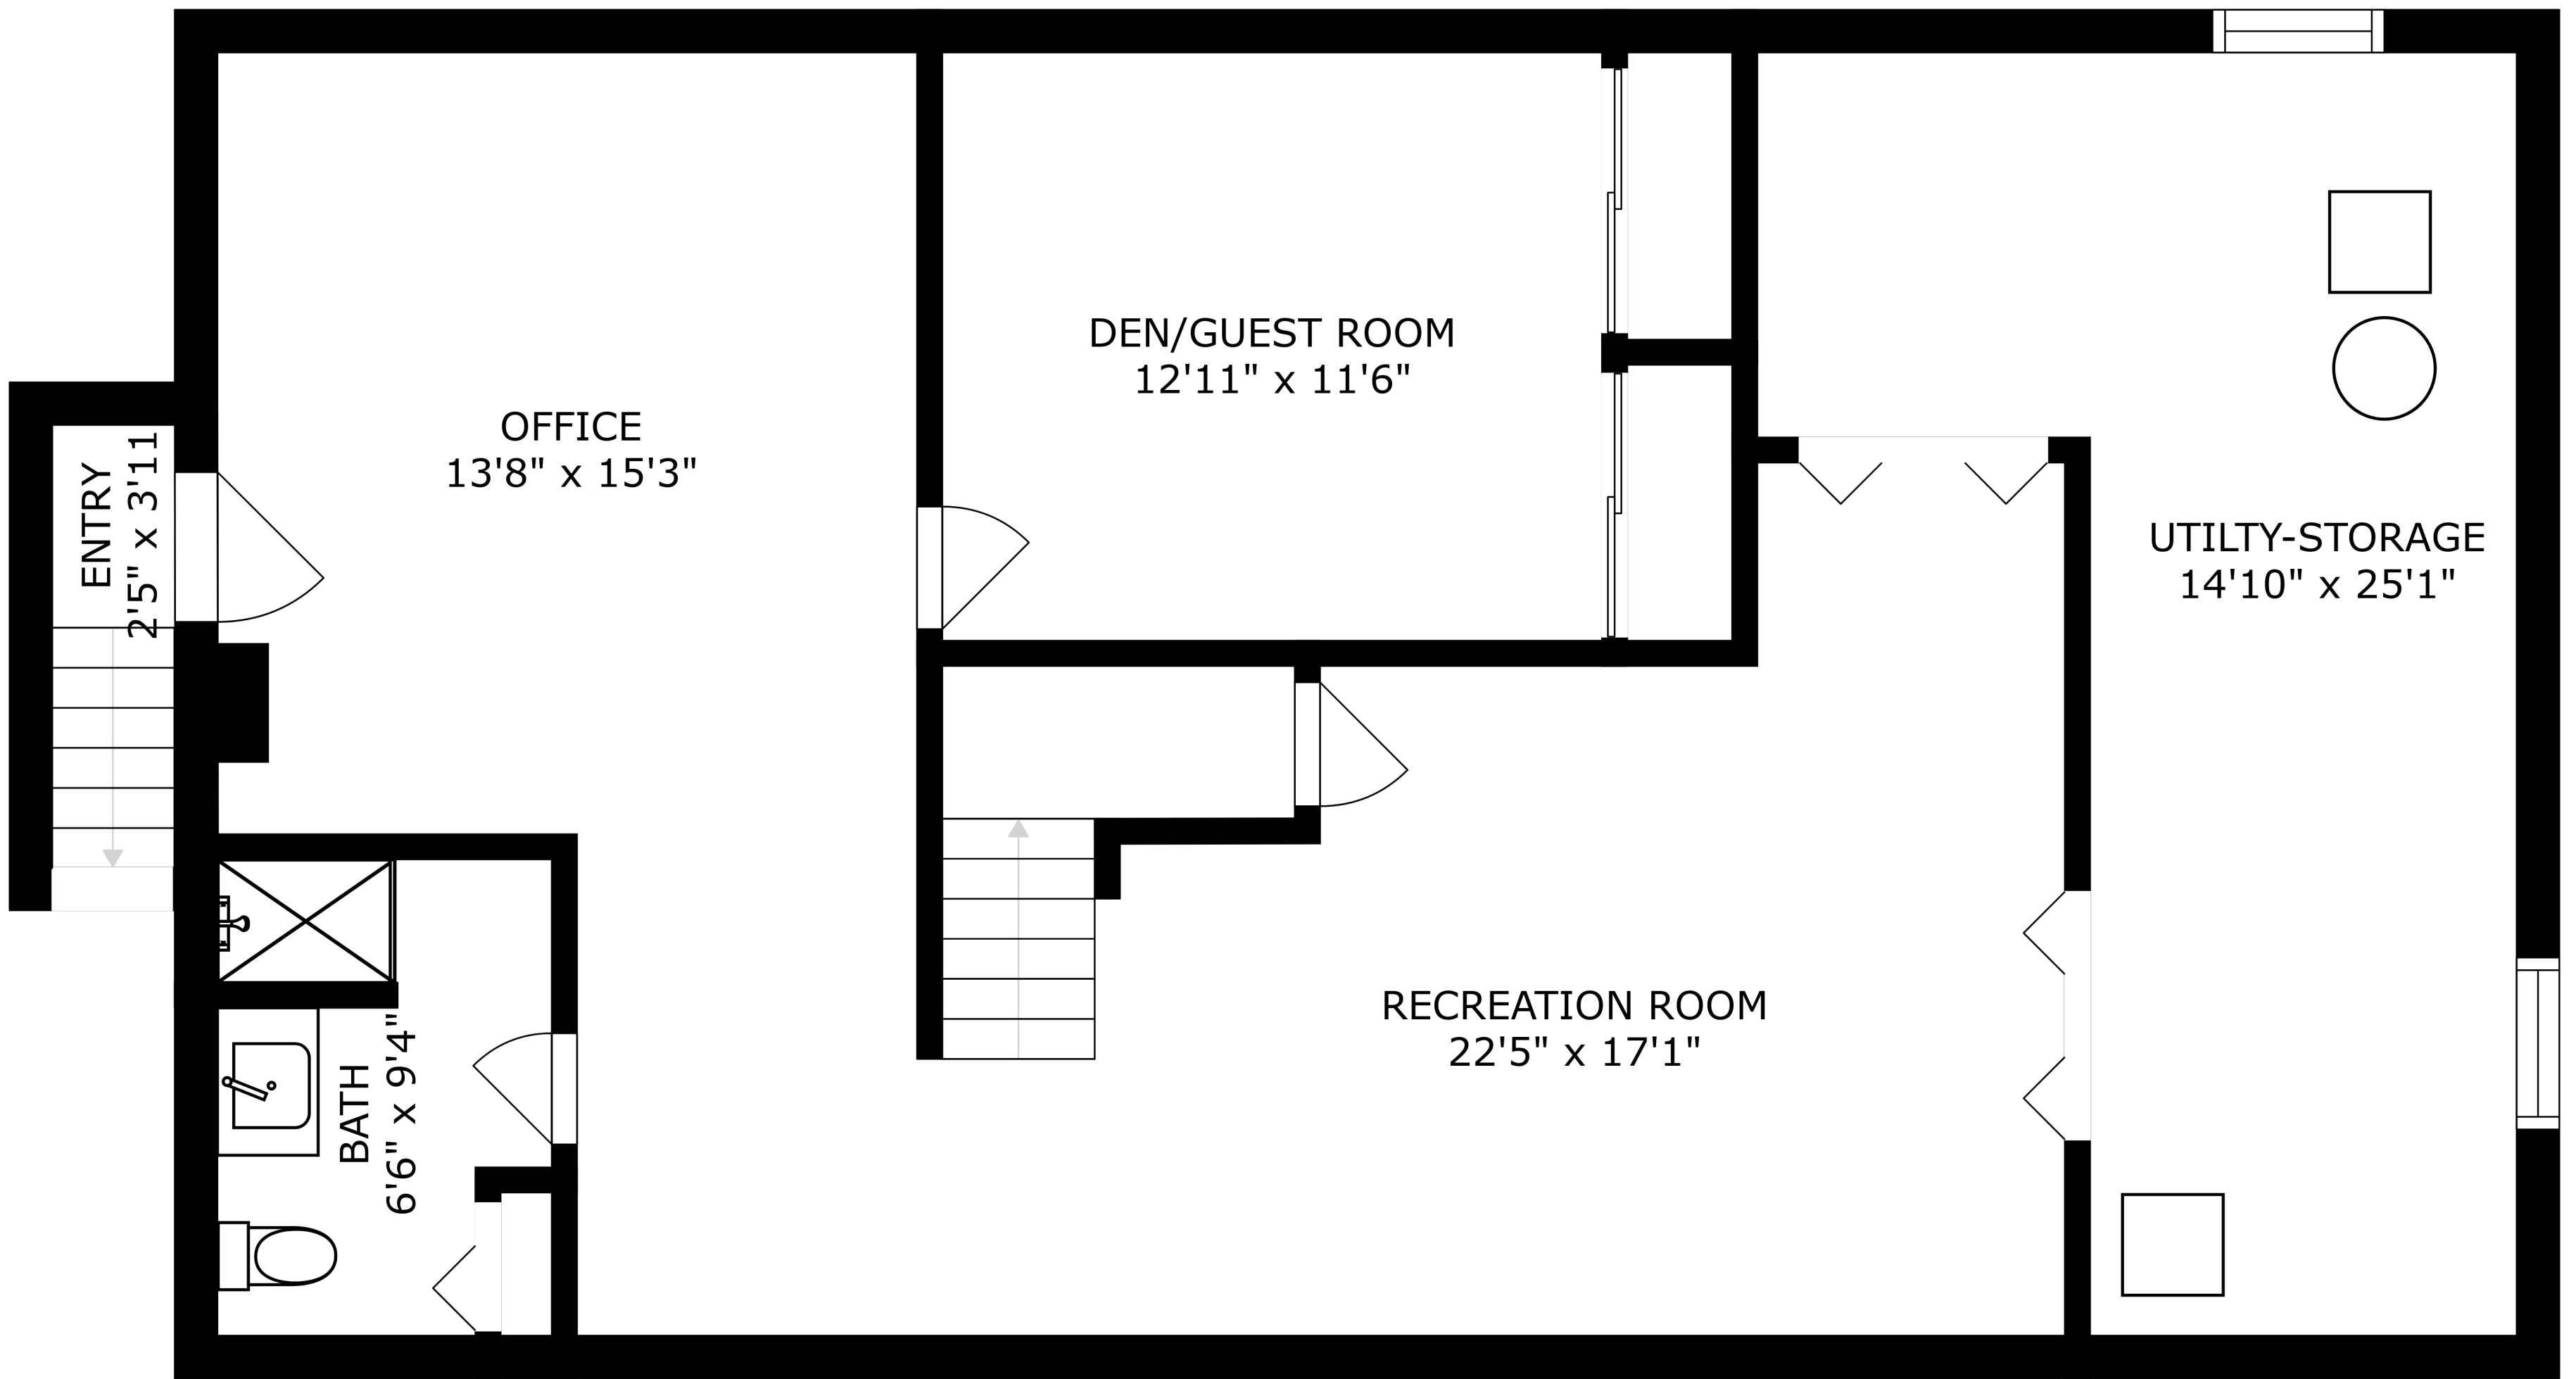 DEN/GUEST ROOM
12'11" x 11'6"
OFFICE
13'8" x 15'3"
ENTRY
2'5" x 3'11
UTILTY-STORAGE
14'10" x 25'1"
RECREATION ROOM
22'5" x 17'1"
BATH
6'6" x 9'4"